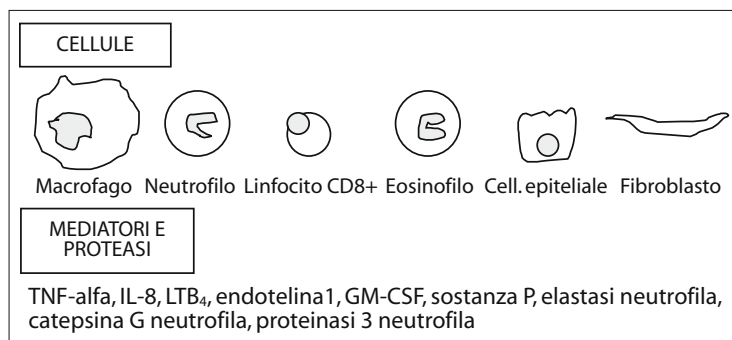 CELLULE
Macrofago Neutrofilo Linfocito CD8+ Eosinofilo Cell. epiteliale Fibroblasto
MEDIATORI E
PROTEASI
TNF-alfa, IL-8, LTB₄, endotelina1, GM-CSF, sostanza P, elastasi neutrofila,
catepsina G neutrofila, proteinasi 3 neutrofila